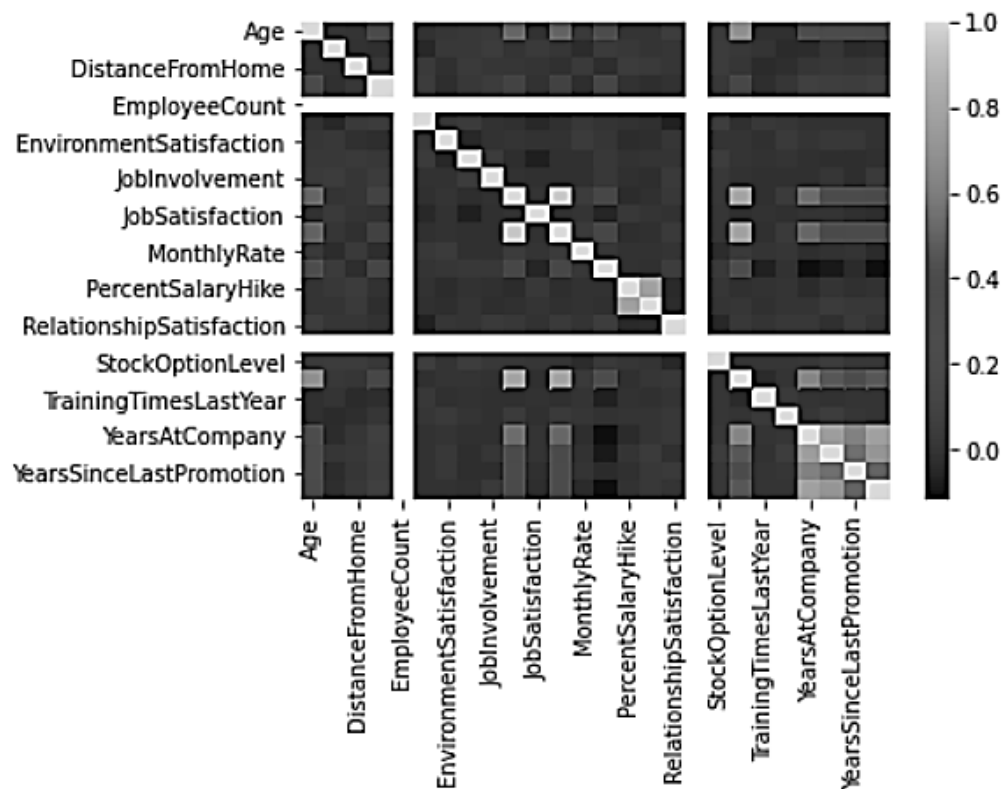 Age
DistanceFromHome
EmployeeCount
EnvironmentSatisfaction
JobInvolvement
JobSatisfaction
MonthlyRate
PercentSalaryHike
RelationshipSatisfaction
StockOptionLevel
TrainingTimesLastYear
YearsAtCompany
YearsSinceLastPromotion
1.0
0.8
0.6
0.4
0.2
0.0
Age
DistanceFromHome
EmployeeCount
EnvironmentSatisfaction
JobInvolvement
JobSatisfaction
MonthlyRate
PercentSalaryHike
RelationshipSatisfaction
StockOptionLevel
TrainingTimesLastYear
YearsAtCompany
YearsSinceLastPromotion